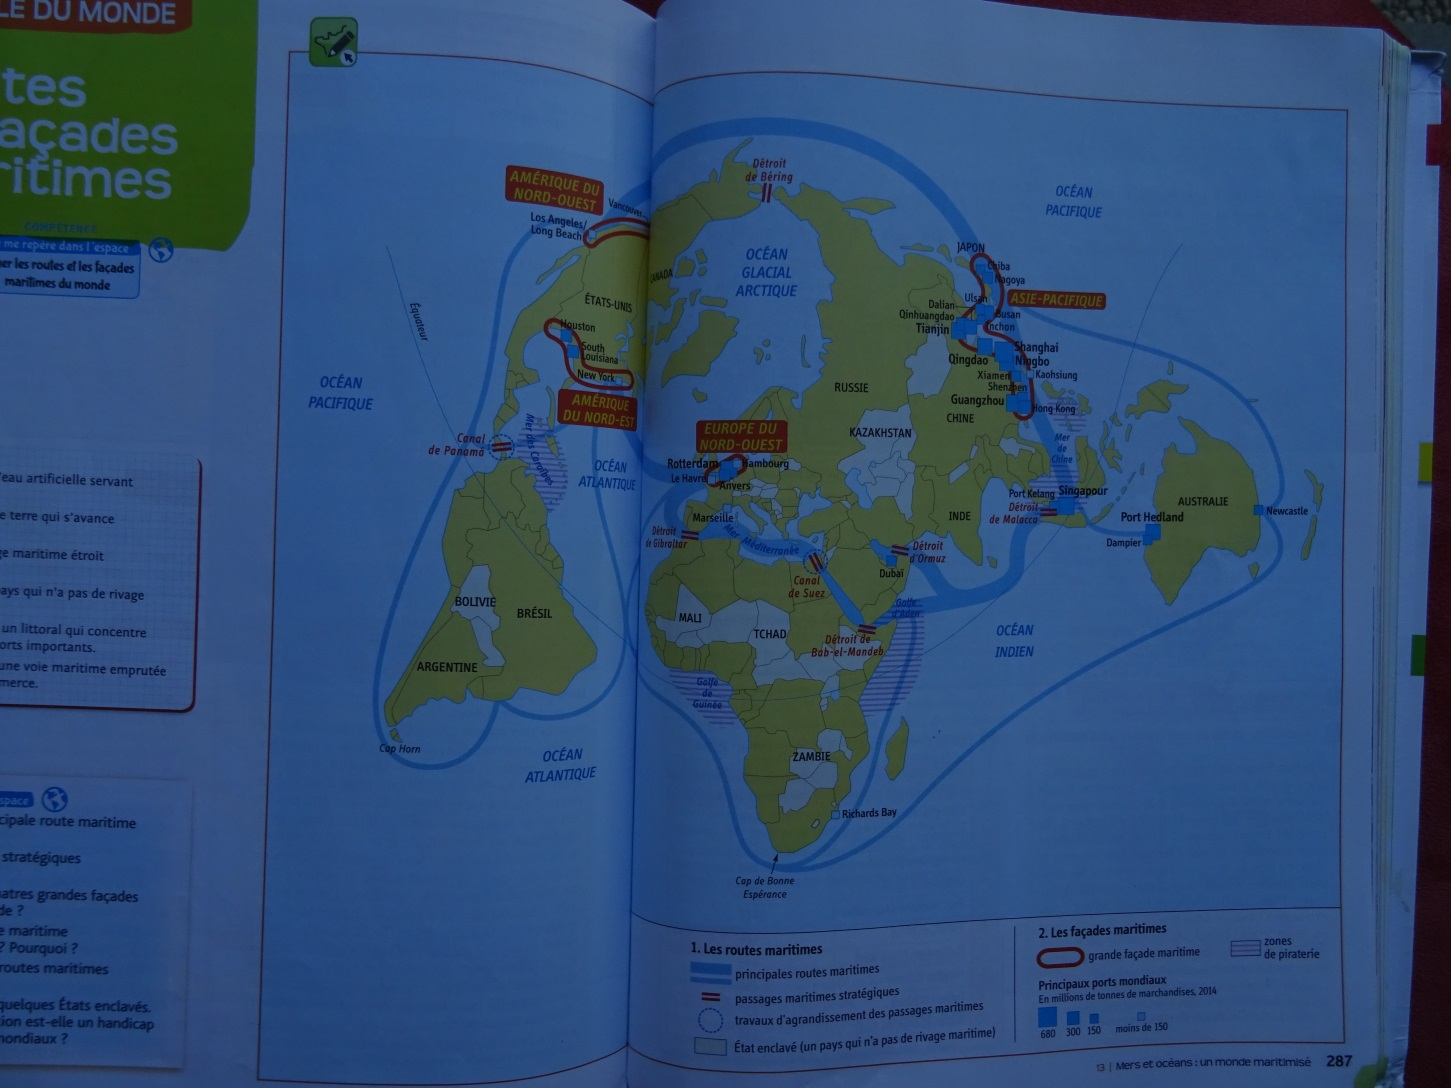 LE DU MONDE
tes
açades
ritimes
COMPÉTENCE
me repère dans l'espace
er les routes et les façades
maritimes du monde
'eau artificielle servant
e terre qui s'avance
ge maritime étroit
pays qui n'a pas de rivage
un littoral qui concentre
orts importants.
une voie maritime emprutée
merce.
space
cipale route maritime
stratégiques
uatres grandes façades
de ?
e maritime
? Pourquoi ?
routes maritimes
quelques États enclavés.
tion est-elle un handicap
mondiaux ?
AMÉRIQUE DU
NORD-OUEST
Vancouver
Los Angeles/
Long Beach
Équateur
OCÉAN
PACIFIQUE
ÉTATS-UNIS
CANADA
Houston
South
Louisiana
New York
AMÉRIQUE
DU NORD-EST
Canal
de Panamá
Mer des Caraïbes
OCÉAN
ATLANTIQUE
BOLIVIE
BRÉSIL
ARGENTINE
Cap Horn
OCÉAN
ATLANTIQUE
Détroit
de Béring
OCÉAN
PACIFIQUE
OCÉAN
GLACIAL
ARCTIQUE
JAPON
Chiba
Nagoya
ASIE-PACIFIQUE
Ulsan
Dalian
Busan
Qinhuangdao
Inchon
Tianjin
Shanghai
Qingdao
Ningbo
Xiamen
Kaohsiung
Shenzhen
Guangzhou
Hong Kong
RUSSIE
CHINE
KAZAKHSTAN
EUROPE DU
NORD-OUEST
Rotterdam
Hambourg
Le Havre
Anvers
Marseille
Détroit
de Gibraltar
Mer Méditerranée
Canal
de Suez
Détroit
d'Ormuz
Dubaï
INDE
Mer
de
Chine
Port Kelang
Singapour
Détroit
de Malacca
AUSTRALIE
Port Hedland
Dampier
Newcastle
Golfe
d'Aden
MALI
TCHAD
Détroit de
Bab-el-Mandeb
OCÉAN
INDIEN
Golfe
de
Guinée
ZAMBIE
Richards Bay
Cap de Bonne
Espérance
1. Les routes maritimes
principales routes maritimes
passages maritimes stratégiques
travaux d'agrandissement des passages maritimes
État enclavé (un pays qui n'a pas de rivage maritime)
2. Les façades maritimes
grande façade maritime
zones
de piraterie
Principaux ports mondiaux
En millions de tonnes de marchandises, 2014
680 300 150 moins de 150
13 | Mers et océans : un monde maritimisé 287